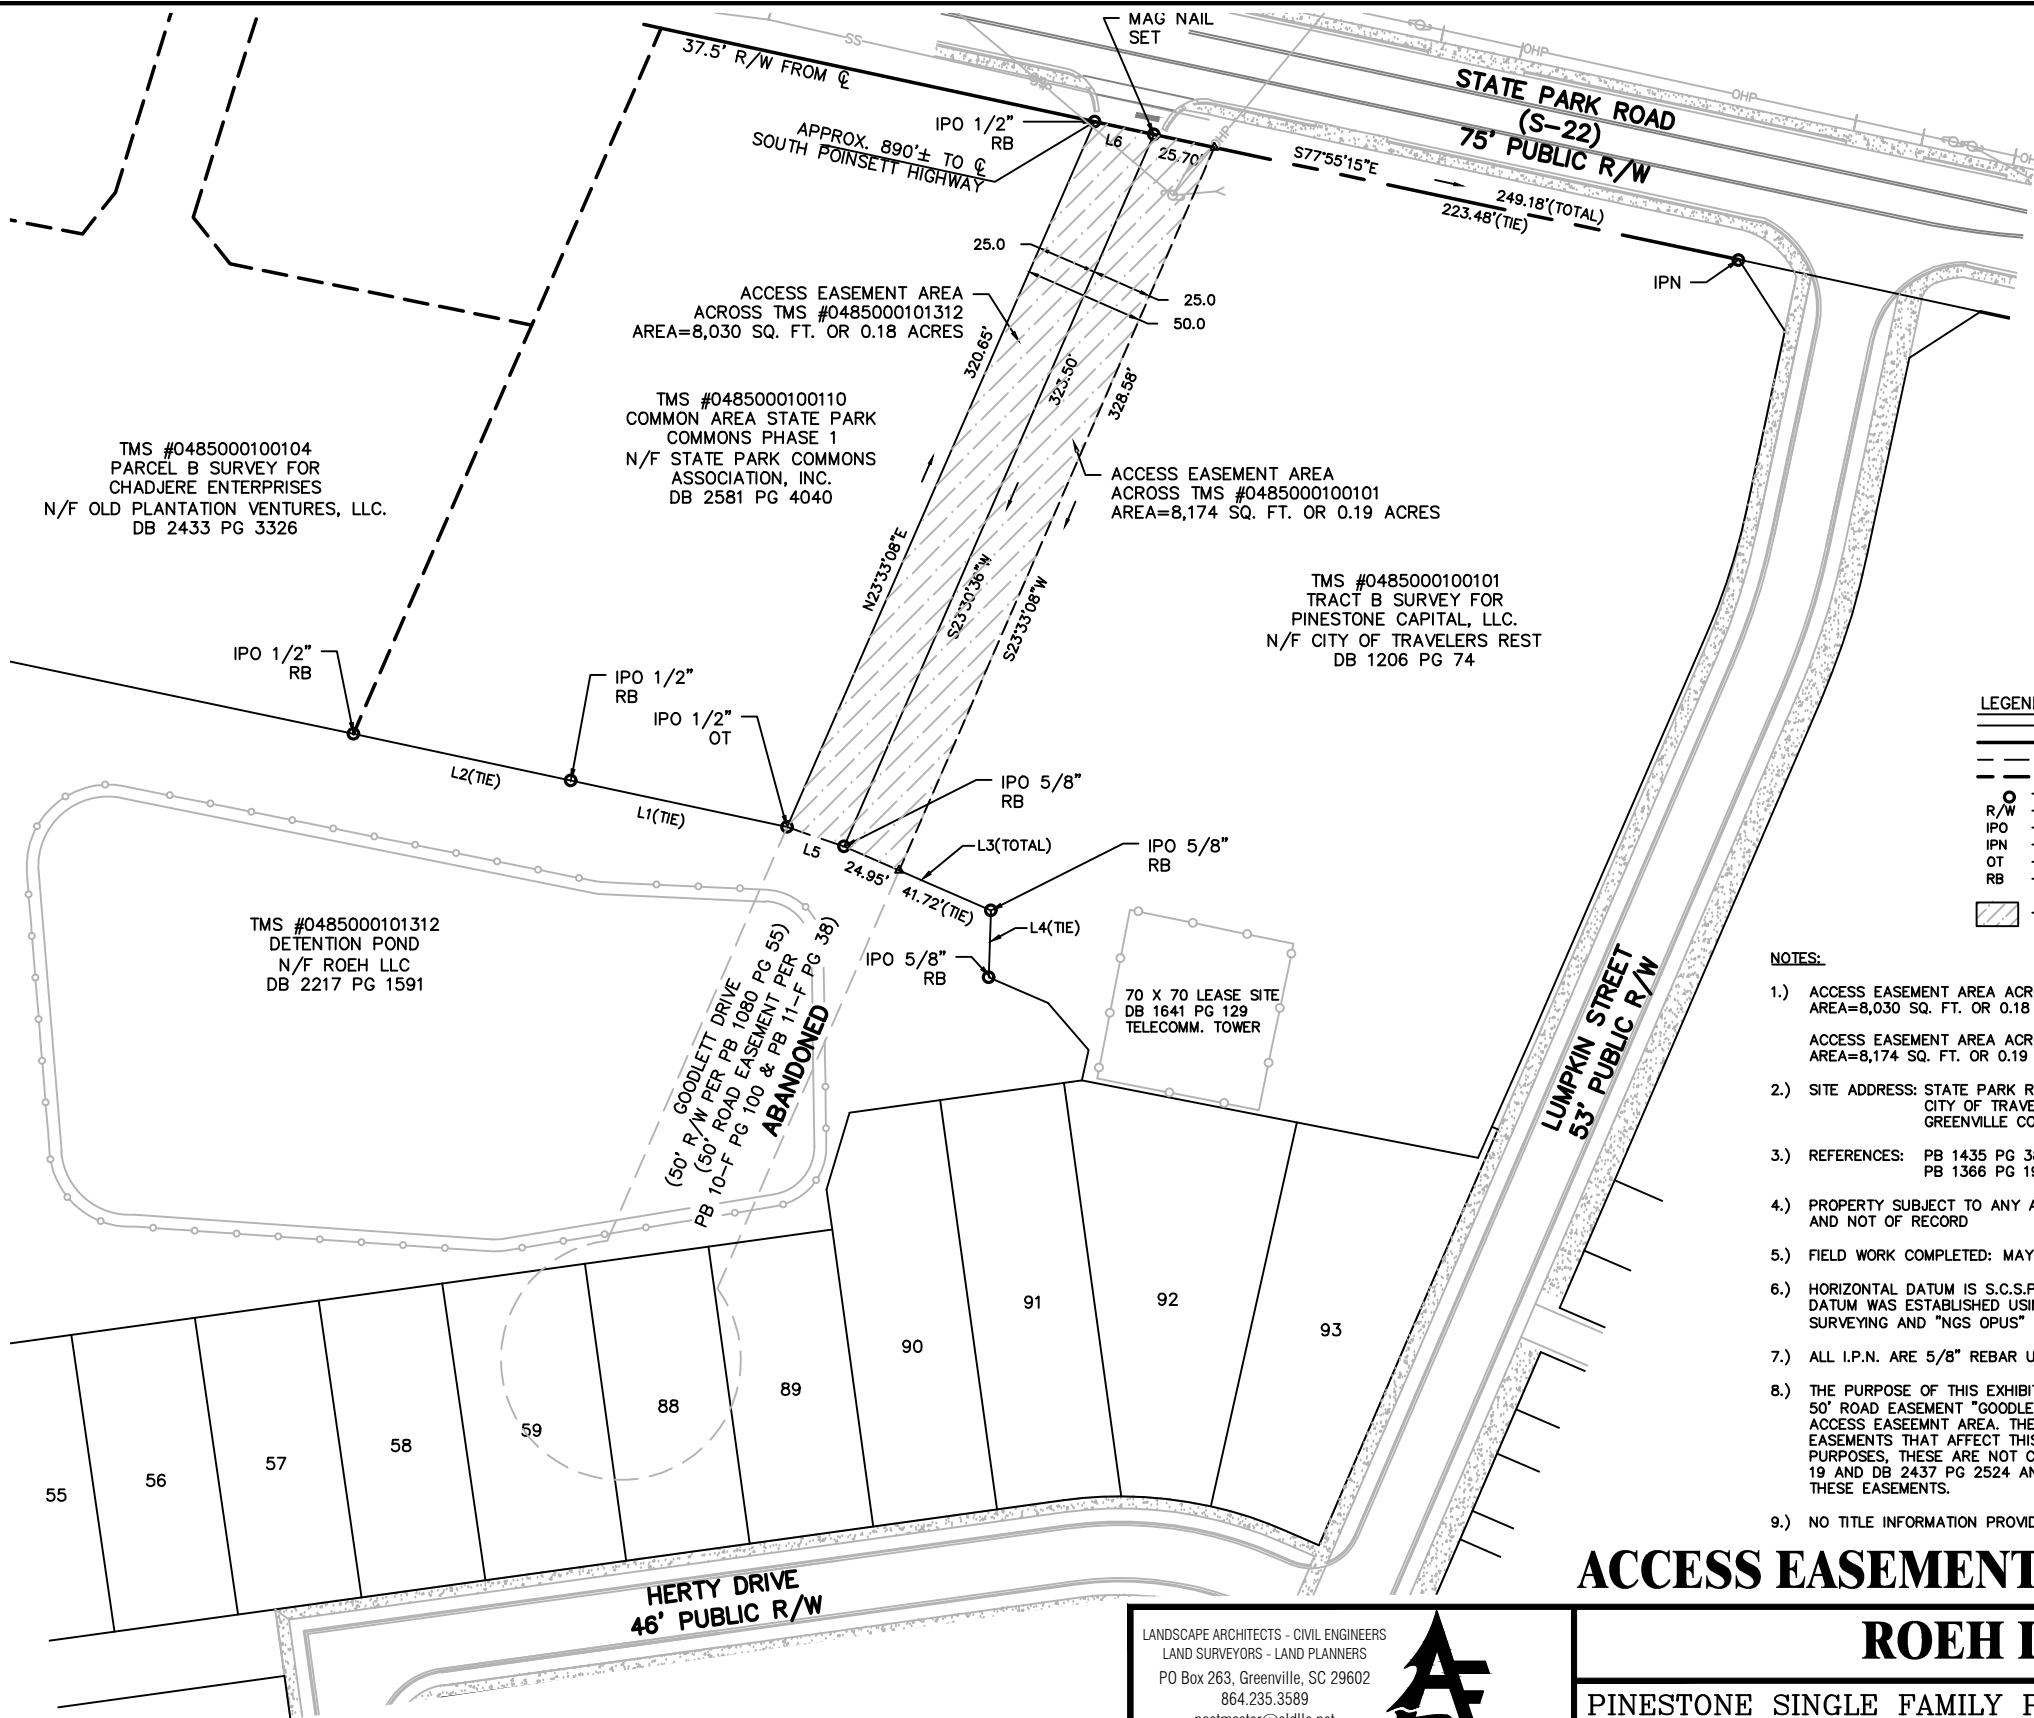 MAG NAIL
SET
37.5' R/W FROM ℄
SS
OHP
OHP
OHP
STATE PARK ROAD
(S-22)
75' PUBLIC R/W
IPO 1/2"
RB
APPROX. 890'± TO ℄
SOUTH POINSETT HIGHWAY
L6
25.70'
S77°55'15"E
249.18'(TOTAL)
223.48'(TIE)
IPN
25.0
25.0
50.0
ACCESS EASEMENT AREA
ACROSS TMS #0485000101312
AREA=8,030 SQ. FT. OR 0.18 ACRES
320.65'
323.50'
328.58'
TMS #0485000100110
COMMON AREA STATE PARK
COMMONS PHASE 1
N/F STATE PARK COMMONS
ASSOCIATION, INC.
DB 2581 PG 4040
TMS #0485000100104
PARCEL B SURVEY FOR
CHADJERE ENTERPRISES
N/F OLD PLANTATION VENTURES, LLC.
DB 2433 PG 3326
ACCESS EASEMENT AREA
ACROSS TMS #0485000100101
AREA=8,174 SQ. FT. OR 0.19 ACRES
N23°33'08"E
S23°30'36"W
S23°33'08"W
TMS #0485000100101
TRACT B SURVEY FOR
PINESTONE CAPITAL, LLC.
N/F CITY OF TRAVELERS REST
DB 1206 PG 74
IPO 1/2"
RB
IPO 1/2"
RB
IPO 1/2"
OT
L2(TIE)
L1(TIE)
IPO 5/8"
RB
L5
24.95'
L3(TOTAL)
41.72'(TIE)
IPO 5/8"
RB
L4(TIE)
IPO 5/8"
RB
TMS #0485000101312
DETENTION POND
N/F ROEH LLC
DB 2217 PG 1591
GOODLETT DRIVE
(50' R/W PER PB 1080 PG 55)
(50' ROAD EASEMENT PER
PB 10-F PG 100 & PB 11-F PG 38)
ABANDONED
70 X 70 LEASE SITE
DB 1641 PG 129
TELECOMM. TOWER
LUMPKIN STREET
53' PUBLIC R/W
LEGEN
R/W
IPO
IPN
OT
RB
NOTES:
1.) ACCESS EASEMENT AREA ACR
AREA=8,030 SQ. FT. OR 0.18
ACCESS EASEMENT AREA ACR
AREA=8,174 SQ. FT. OR 0.19
2.) SITE ADDRESS: STATE PARK R
CITY OF TRAVE
GREENVILLE CO
3.) REFERENCES: PB 1435 PG 38
PB 1366 PG 19
4.) PROPERTY SUBJECT TO ANY A
AND NOT OF RECORD
5.) FIELD WORK COMPLETED: MAY
6.) HORIZONTAL DATUM IS S.C.S.P
DATUM WAS ESTABLISHED USI
SURVEYING AND "NGS OPUS"
7.) ALL I.P.N. ARE 5/8" REBAR U
8.) THE PURPOSE OF THIS EXHIBI
50' ROAD EASEMENT "GOODLE
ACCESS EASEEMNT AREA. THE
EASEMENTS THAT AFFECT THIS
PURPOSES, THESE ARE NOT C
19 AND DB 2437 PG 2524 AN
THESE EASEMENTS.
9.) NO TITLE INFORMATION PROVID
55
56
57
58
59
88
89
90
91
92
93
HERTY DRIVE
46' PUBLIC R/W
ACCESS EASEMENT
ROEH L
PINESTONE SINGLE FAMILY
LANDSCAPE ARCHITECTS - CIVIL ENGINEERS
LAND SURVEYORS - LAND PLANNERS
PO Box 263, Greenville, SC 29602
864.235.3589